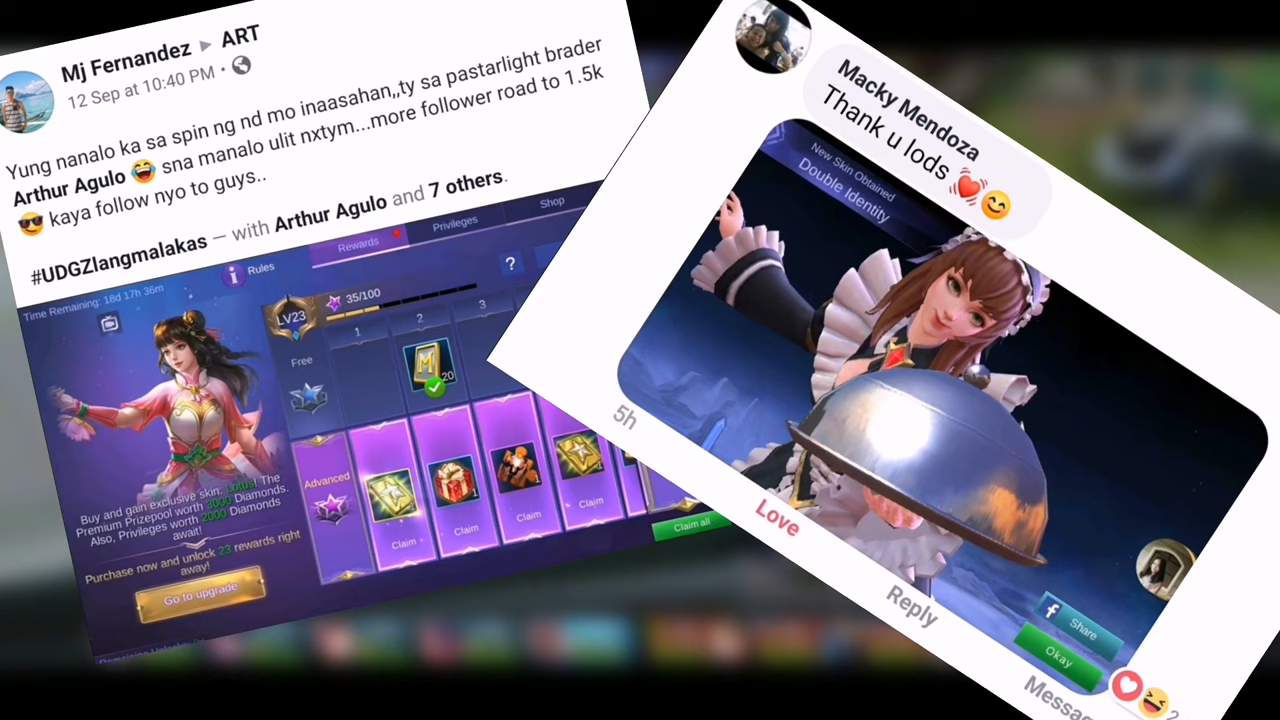 Mj Fernandez ▸ ART
12 Sep at 10:40 PM ·
Yung nanalo ka sa spin ng nd mo inaasahan,,ty sa pastarlight brader
Arthur Agulo 😂 sna manalo ulit nxtym...more follower road to 1.5k
😎 kaya follow nyo to guys..
#UDGZlangmalakas — with Arthur Agulo and 7 others.
Time Remaining: 18d 17h 36m
Rules
Rewards
Privileges
Shop
?
LV23
35/100
1
2
3
Free
M
20
Advanced
Claim
Claim
Claim
Claim
Claim all
Buy and gain exclusive skin: Lotus! The
Premium Prizepool worth 3000 Diamonds.
Also, Privileges worth 2000 Diamonds
await!
Purchase now and unlock 23 rewards right
away!
Go to upgrade
Macky Mendoza
Thank u lods 💓😊
New Skin Obtained
Double Identity
f Share
Okay
5h
Love
Reply
Messag